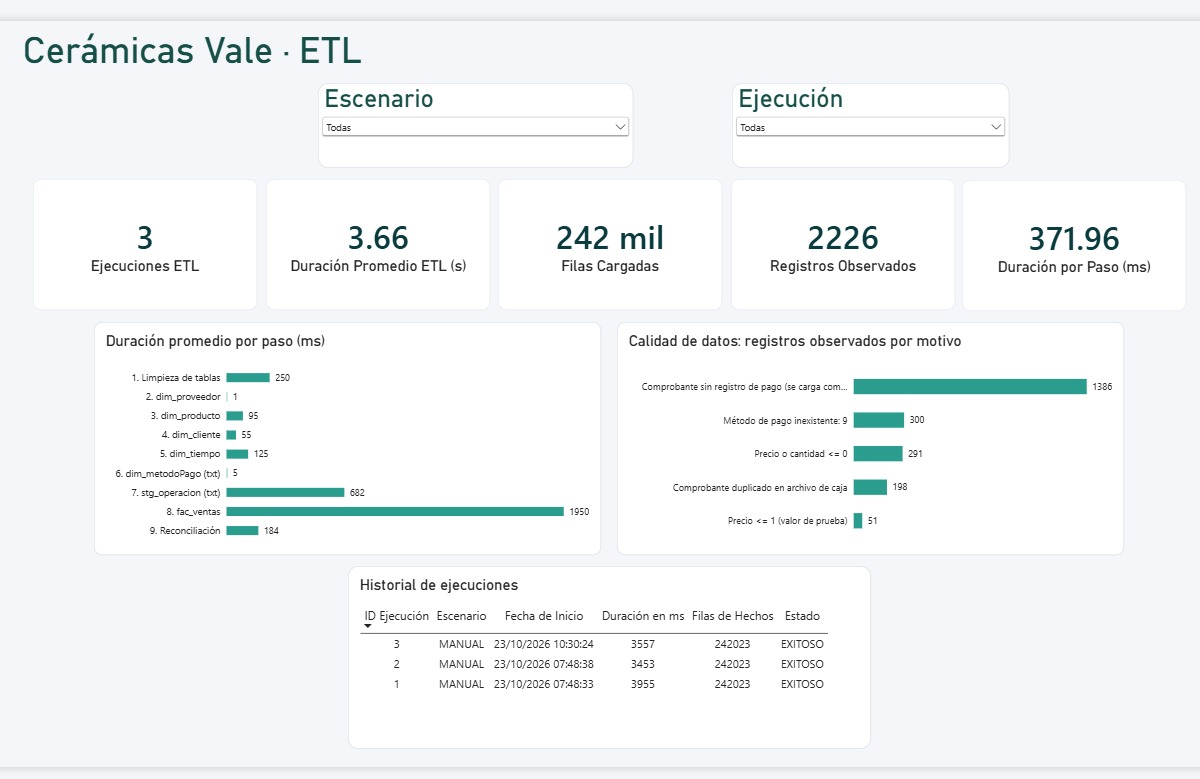 Cerámicas Vale · ETL
Escenario
Todas
Ejecución
Todas
3
Ejecuciones ETL
3.66
Duración Promedio ETL (s)
242 mil
Filas Cargadas
2226
Registros Observados
371.96
Duración por Paso (ms)
Duración promedio por paso (ms)
1. Limpieza de tablas 250
2. dim_proveedor 1
3. dim_producto 95
4. dim_cliente 55
5. dim_tiempo 125
6. dim_metodoPago (txt) 5
7. stg_operacion (txt) 682
8. fac_ventas 1950
9. Reconciliación 184
Calidad de datos: registros observados por motivo
Comprobante sin registro de pago (se carga com... 1386
Método de pago inexistente: 9 300
Precio o cantidad <= 0 291
Comprobante duplicado en archivo de caja 198
Precio <= 1 (valor de prueba) 51
Historial de ejecuciones
ID Ejecución Escenario Fecha de Inicio Duración en ms Filas de Hechos Estado
3 MANUAL 23/10/2026 10:30:24 3557 242023 EXITOSO
2 MANUAL 23/10/2026 07:48:38 3453 242023 EXITOSO
1 MANUAL 23/10/2026 07:48:33 3955 242023 EXITOSO